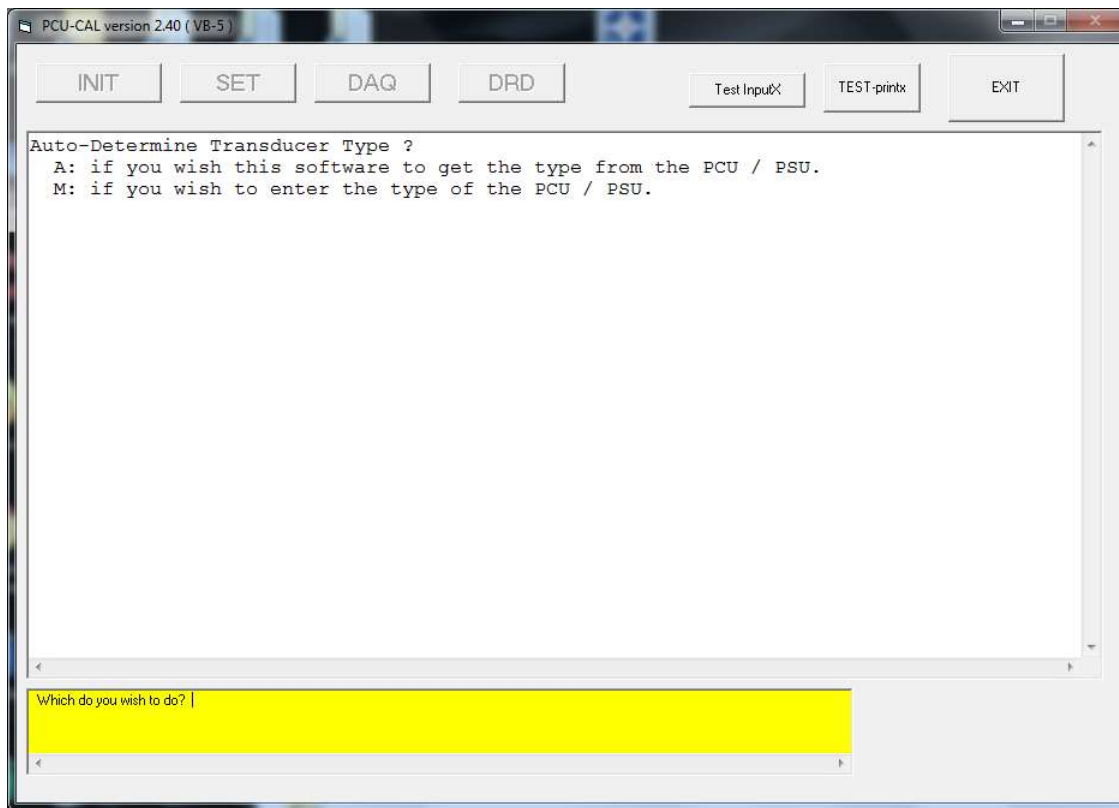 PCU-CAL version 2.40 ( VB-5 )
INIT SET DAQ DRD Test InputX TEST-printx EXIT
Auto-Determine Transducer Type ?
A: if you wish this software to get the type from the PCU / PSU.
M: if you wish to enter the type of the PCU / PSU.
Which do you wish to do?